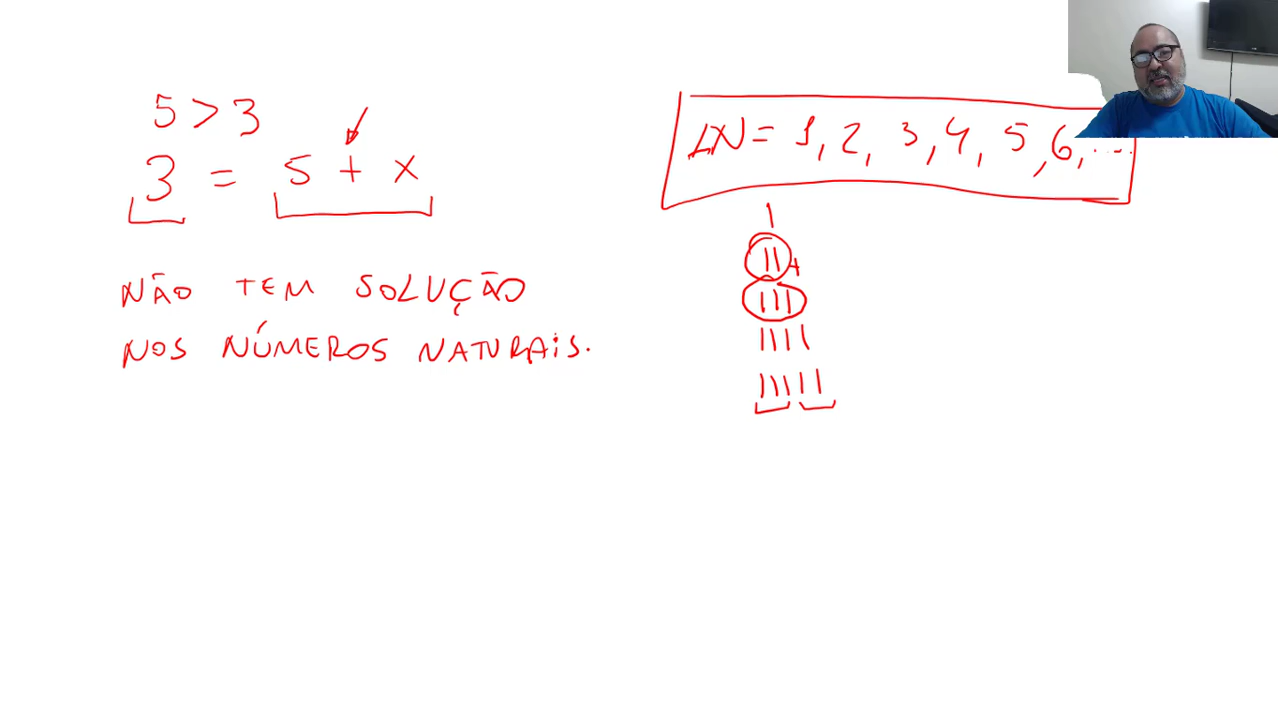 5 > 3
3 = 5 + x
NÃO TEM SOLUÇÃO
NOS NÚMEROS NATURAIS.
IN = 1, 2, 3, 4, 5, 6, ...
|
|| +
|||
||||
|||||